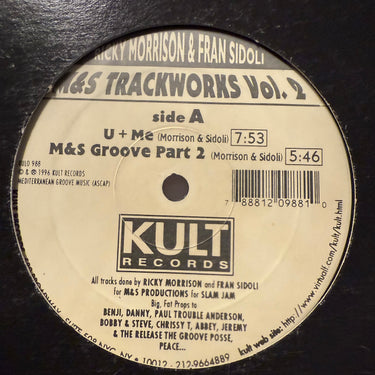 RICKY MORRISON & FRAN SIDOLI
M&S TRACKWORKS Vol. 2
side A
U + Me (Morrison & Sidoli) 7:53
M&S Groove Part 2 (Morrison & Sidoli) 5:46
KULD 988
℗ & © 1996 KULT RECORDS
MEDITERRANEAN GROOVE MUSIC (ASCAP)
7 88812 09881 0
KULT
RECORDS
All tracks done by RICKY MORRISON and FRAN SIDOLI
for M&S PRODUCTIONS for SLAM JAM
Big, Fat Props to
BENJI, DANNY, PAUL TROUBLE ANDERSON,
BOBBY & STEVE, CHRISSY T, ABBEY, JEREMY
& THE RELEASE THE GROOVE POSSE,
PEACE...
NY, NY • 10012 - 212-9664889
kult web site: http://www.virtualf.com/kult/kult.html